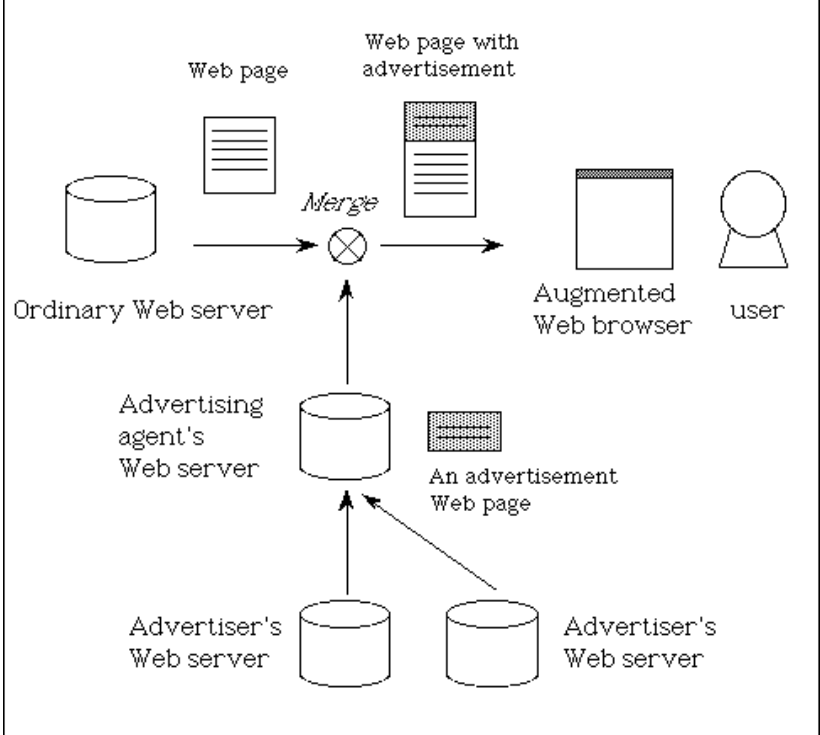 Web page
Web page with
advertisement
Merge
Ordinary Web server
Augmented
Web browser
user
Advertising
agent's
Web server
An advertisement
Web page
Advertiser's
Web server
Advertiser's
Web server